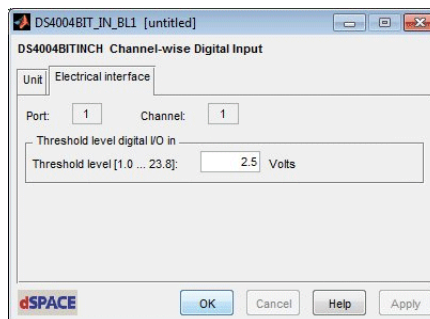 DS4004BIT_IN_BL1 [untitled]
DS4004BITINCH Channel-wise Digital Input
Unit Electrical interface
Port: 1 Channel: 1
Threshold level digital I/O in
Threshold level [1.0 ... 23.8]: 2.5 Volts
dSPACE OK Cancel Help Apply